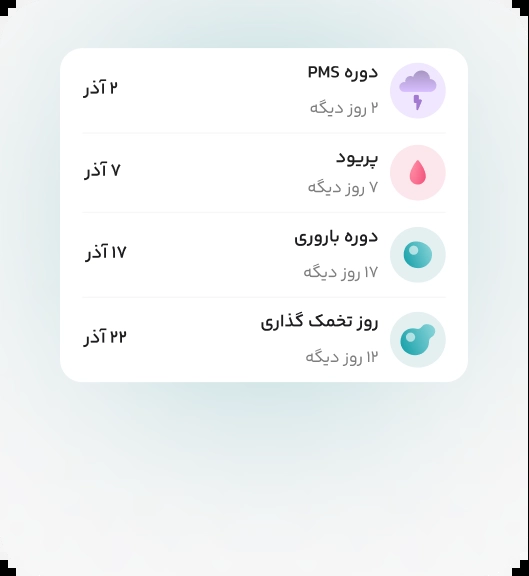 دوره PMS
۲ روز دیگه
۲ آذر
پریود
۷ روز دیگه
۷ آذر
دوره باروری
۱۷ روز دیگه
۱۷ آذر
روز تخمک گذاری
۱۲ روز دیگه
۲۲ آذر